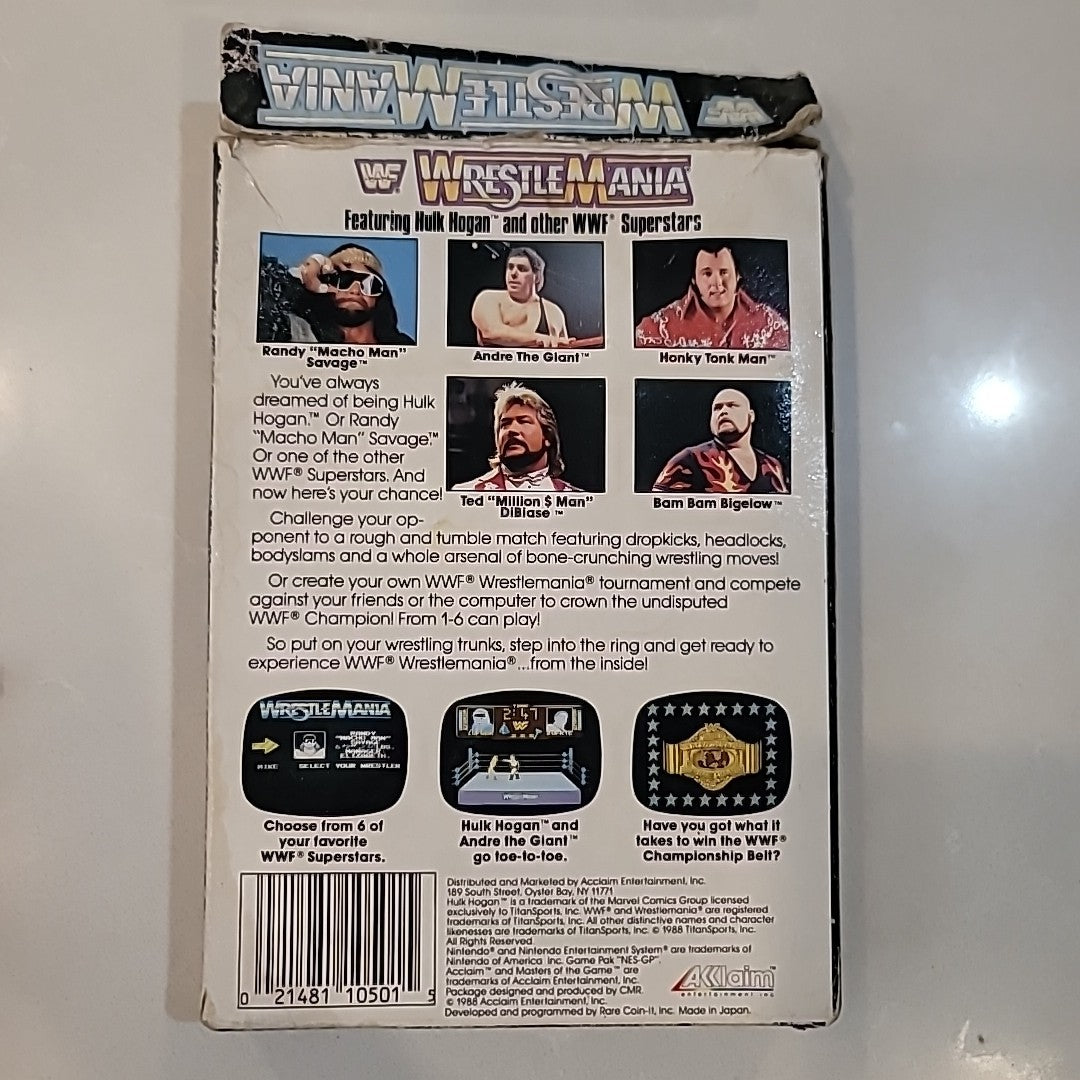 WRESTLEMANIA
WF WRESTLEMANIA
Featuring Hulk Hogan™ and other WWF® Superstars
Randy "Macho Man"
Savage™
Andre The Giant™
Honky Tonk Man™
Ted "Million $ Man"
DiBiase™
Bam Bam Bigelow™
You've always
dreamed of being Hulk
Hogan.™ Or Randy
"Macho Man" Savage.™
Or one of the other
WWF® Superstars. And
now here's your chance!
Challenge your op-
ponent to a rough and tumble match featuring dropkicks, headlocks,
bodyslams and a whole arsenal of bone-crunching wrestling moves!
Or create your own WWF® Wrestlemania® tournament and compete
against your friends or the computer to crown the undisputed
WWF® Champion! From 1-6 can play!
So put on your wrestling trunks, step into the ring and get ready to
experience WWF® Wrestlemania®...from the inside!
WRESTLEMANIA
RANDY
"MACHO MAN"
SAVAGE
MANAGER
ELIZABETH.
MIKE SELECT YOUR WRESTLER
2:47
Choose from 6 of
your favorite
WWF® Superstars.
Hulk Hogan™ and
Andre the Giant™
go toe-to-toe.
Have you got what it
takes to win the WWF®
Championship Belt?
0 21481 10501 5
Distributed and Marketed by Acclaim Entertainment, Inc.
189 South Street, Oyster Bay, NY 11771
Hulk Hogan™ is a trademark of the Marvel Comics Group licensed
exclusively to TitanSports, Inc. WWF® and Wrestlemania® are registered
trademarks of TitanSports, Inc. All other distinctive names and character
likenesses are trademarks of TitanSports, Inc. © 1988 TitanSports, Inc.
All Rights Reserved.
Nintendo® and Nintendo Entertainment System® are trademarks of
Nintendo of America Inc. Game Pak "NES-GP".
Acclaim™ and Masters of the Game™ are
trademarks of Acclaim Entertainment, Inc.
Package designed and produced by CMR.
© 1988 Acclaim Entertainment, Inc.
Developed and programmed by Rare Coin-It, Inc. Made in Japan.
AKKlaim™
entertainment inc